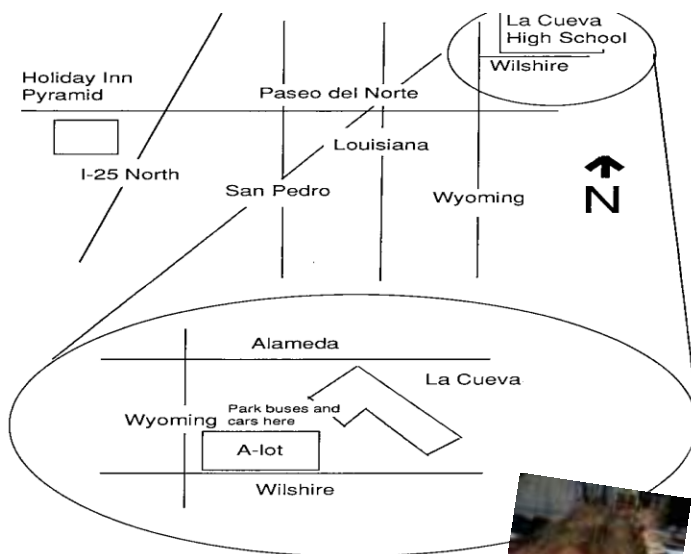 La Cueva
High School
Wilshire
Holiday Inn
Pyramid
Paseo del Norte
Louisiana
I-25 North
San Pedro
Wyoming
N
Alameda
La Cueva
Wyoming
Park buses and
cars here
A-lot
Wilshire